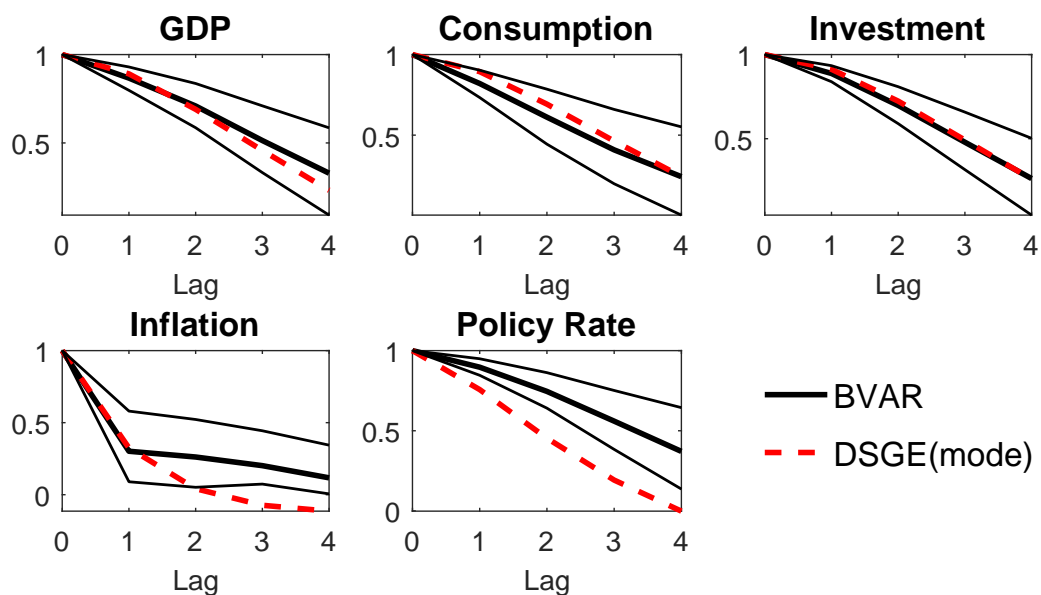 GDP
Consumption
Investment
1
0.5
0 1 2 3 4
Lag
1
0.5
0 1 2 3 4
Lag
1
0.5
0 1 2 3 4
Lag
Inflation
Policy Rate
1
0.5
0
0 1 2 3 4
Lag
1
0.5
0
0 1 2 3 4
Lag
BVAR
DSGE(mode)